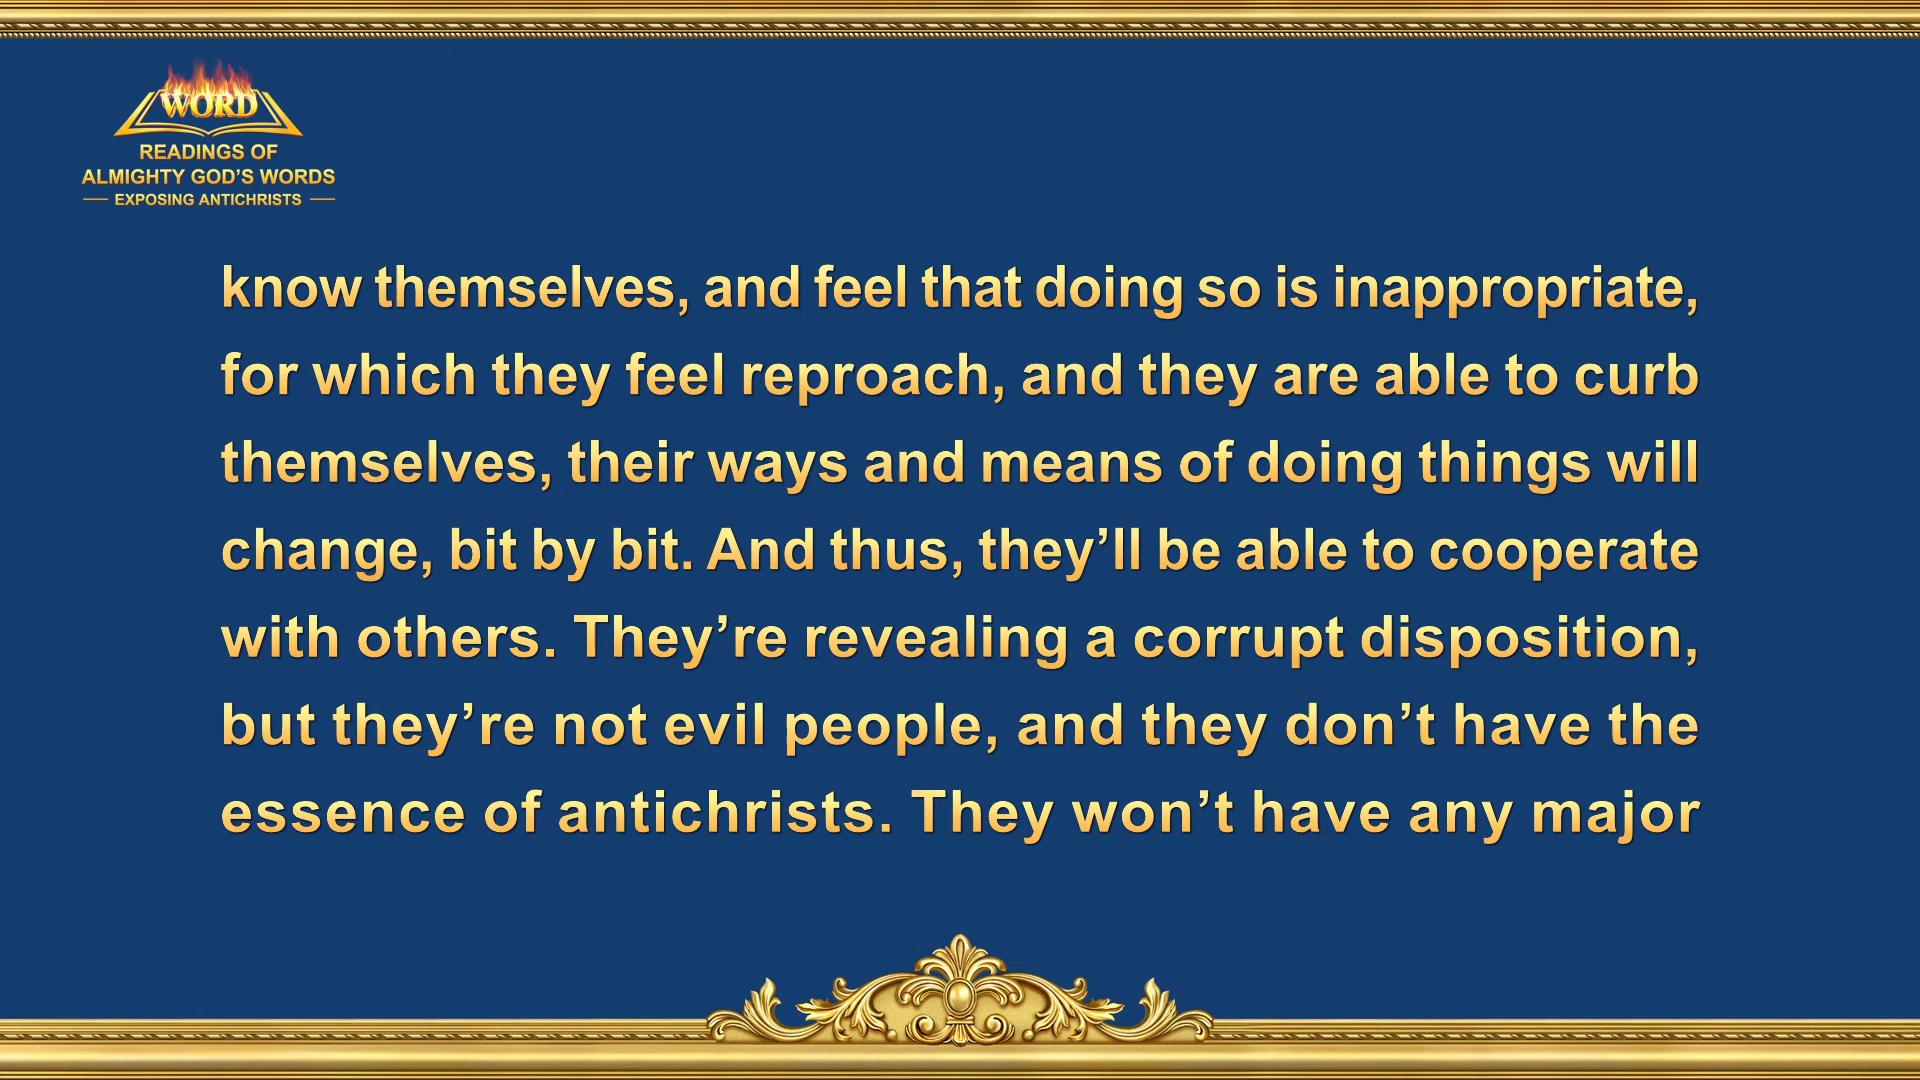 WORD
READINGS OF
ALMIGHTY GOD’S WORDS
EXPOSING ANTICHRISTS
know themselves, and feel that doing so is inappropriate,
for which they feel reproach, and they are able to curb
themselves, their ways and means of doing things will
change, bit by bit. And thus, they’ll be able to cooperate
with others. They’re revealing a corrupt disposition,
but they’re not evil people, and they don’t have the
essence of antichrists. They won’t have any major